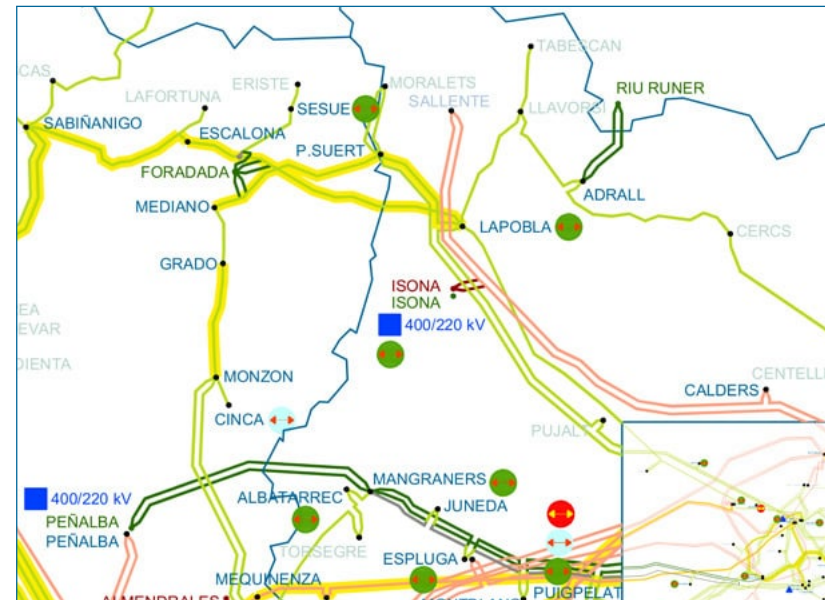 TABESCAN
CAS
ERISTE
MORALETS
RIU RUNER
LAFORTUNA
SESUE
SALLENTE
LLAVORSI
SABIÑANIGO
ESCALONA
P.SUERT
FORADADA
ADRALL
MEDIANO
LAPOBLA
CERCS
GRADO
ISONA
ISONA
EA
EVAR
400/220 kV
DIENTA
MONZON
CENTELL
CALDERS
CINCA
PUJALT
MANGRANERS
400/220 kV
ALBATARREC
JUNEDA
PEÑALBA
PEÑALBA
TORSEGRE
ESPLUGA
MEQUINENZA
PUIGPELAT
ALMENDRALES